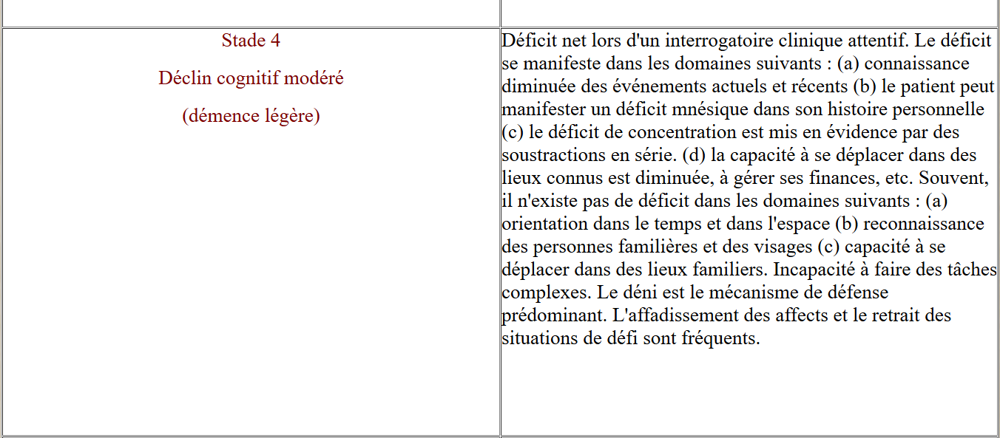 Stade 4
Déclin cognitif modéré
(démence légère)
Déficit net lors d'un interrogatoire clinique attentif. Le déficit
se manifeste dans les domaines suivants : (a) connaissance
diminuée des événements actuels et récents (b) le patient peut
manifester un déficit mnésique dans son histoire personnelle
(c) le déficit de concentration est mis en évidence par des
soustractions en série. (d) la capacité à se déplacer dans des
lieux connus est diminuée, à gérer ses finances, etc. Souvent,
il n'existe pas de déficit dans les domaines suivants : (a)
orientation dans le temps et dans l'espace (b) reconnaissance
des personnes familières et des visages (c) capacité à se
déplacer dans des lieux familiers. Incapacité à faire des tâches
complexes. Le déni est le mécanisme de défense
prédominant. L'affadissement des affects et le retrait des
situations de défi sont fréquents.